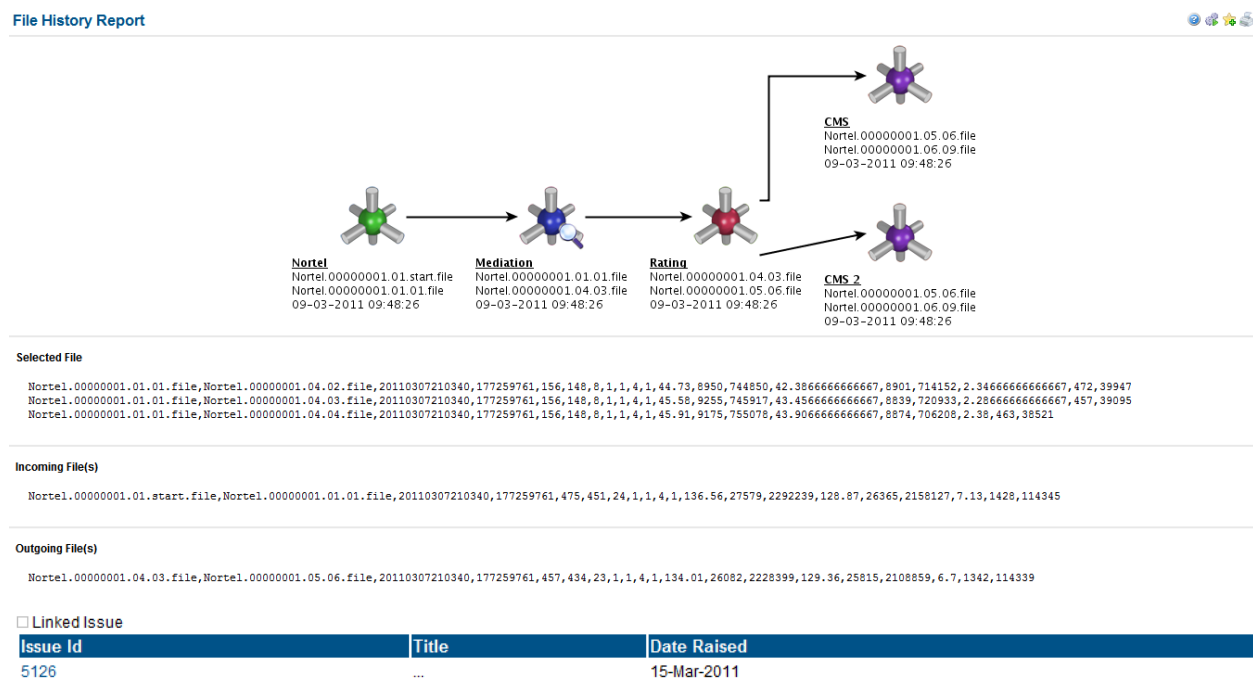 File History Report
CMS
Nortel.00000001.05.06.file
Nortel.00000001.06.09.file
09-03-2011 09:48:26
Nortel
Nortel.00000001.01.start.file
Nortel.00000001.01.01.file
09-03-2011 09:48:26
Mediation
Nortel.00000001.01.01.file
Nortel.00000001.04.03.file
09-03-2011 09:48:26
Rating
Nortel.00000001.04.03.file
Nortel.00000001.05.06.file
09-03-2011 09:48:26
CMS 2
Nortel.00000001.05.06.file
Nortel.00000001.06.09.file
09-03-2011 09:48:26
Selected File
Nortel.00000001.01.01.file,Nortel.00000001.04.02.file,20110307210340,177259761,156,148,8,1,1,4,1,44.73,8950,744850,42.3866666666667,8901,714152,2.34666666666667,472,39947
Nortel.00000001.01.01.file,Nortel.00000001.04.03.file,20110307210340,177259761,156,148,8,1,1,4,1,45.58,9255,745917,43.4566666666667,8839,720933,2.28666666666667,457,39095
Nortel.00000001.01.01.file,Nortel.00000001.04.04.file,20110307210340,177259761,156,148,8,1,1,4,1,45.91,9175,755078,43.9066666666667,8874,706208,2.38,463,38521
Incoming File(s)
Nortel.00000001.01.start.file,Nortel.00000001.01.01.file,20110307210340,177259761,475,451,24,1,1,4,1,136.56,27579,2292239,128.87,26365,2158127,7.13,1428,114345
Outgoing File(s)
Nortel.00000001.04.03.file,Nortel.00000001.05.06.file,20110307210340,177259761,457,434,23,1,1,4,1,134.01,26082,2228399,129.36,25815,2108859,6.7,1342,114339
Linked Issue
Issue Id Title Date Raised
5126 ... 15-Mar-2011